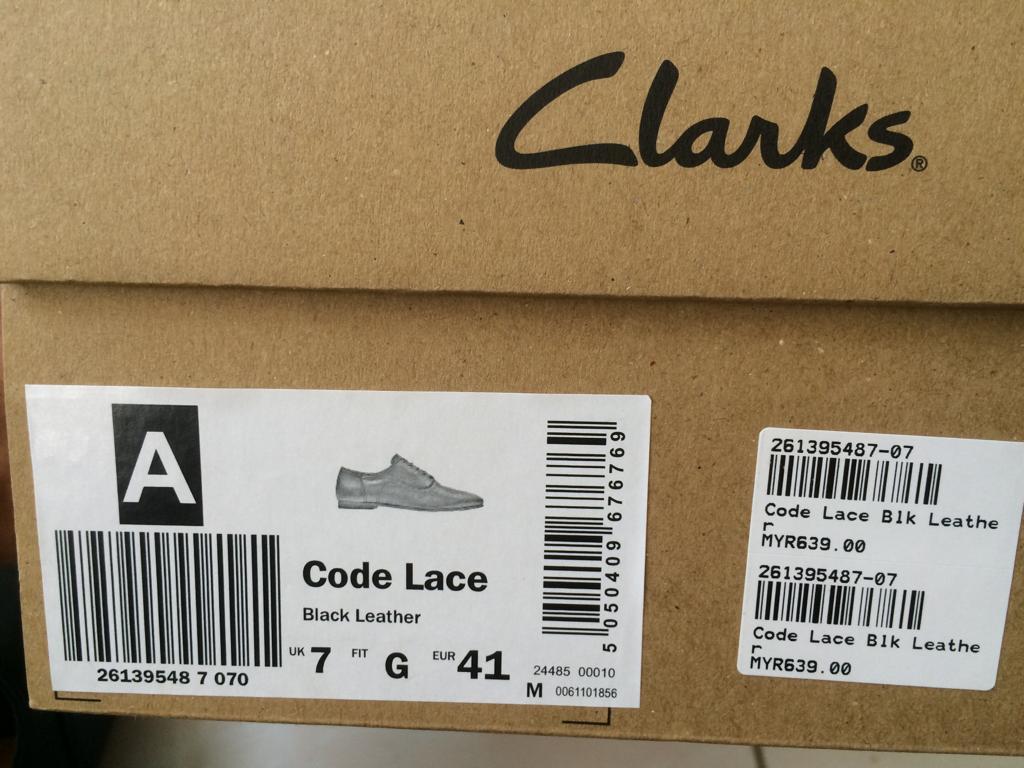 Clarks®
A
26139548 7 070
Code Lace
Black Leather
UK 7 FIT G EUR 41
5 050409 676769
24485 00010
M 0061101856
261395487-07
Code Lace Blk Leathe
r
MYR639.00
261395487-07
Code Lace Blk Leathe
r
MYR639.00